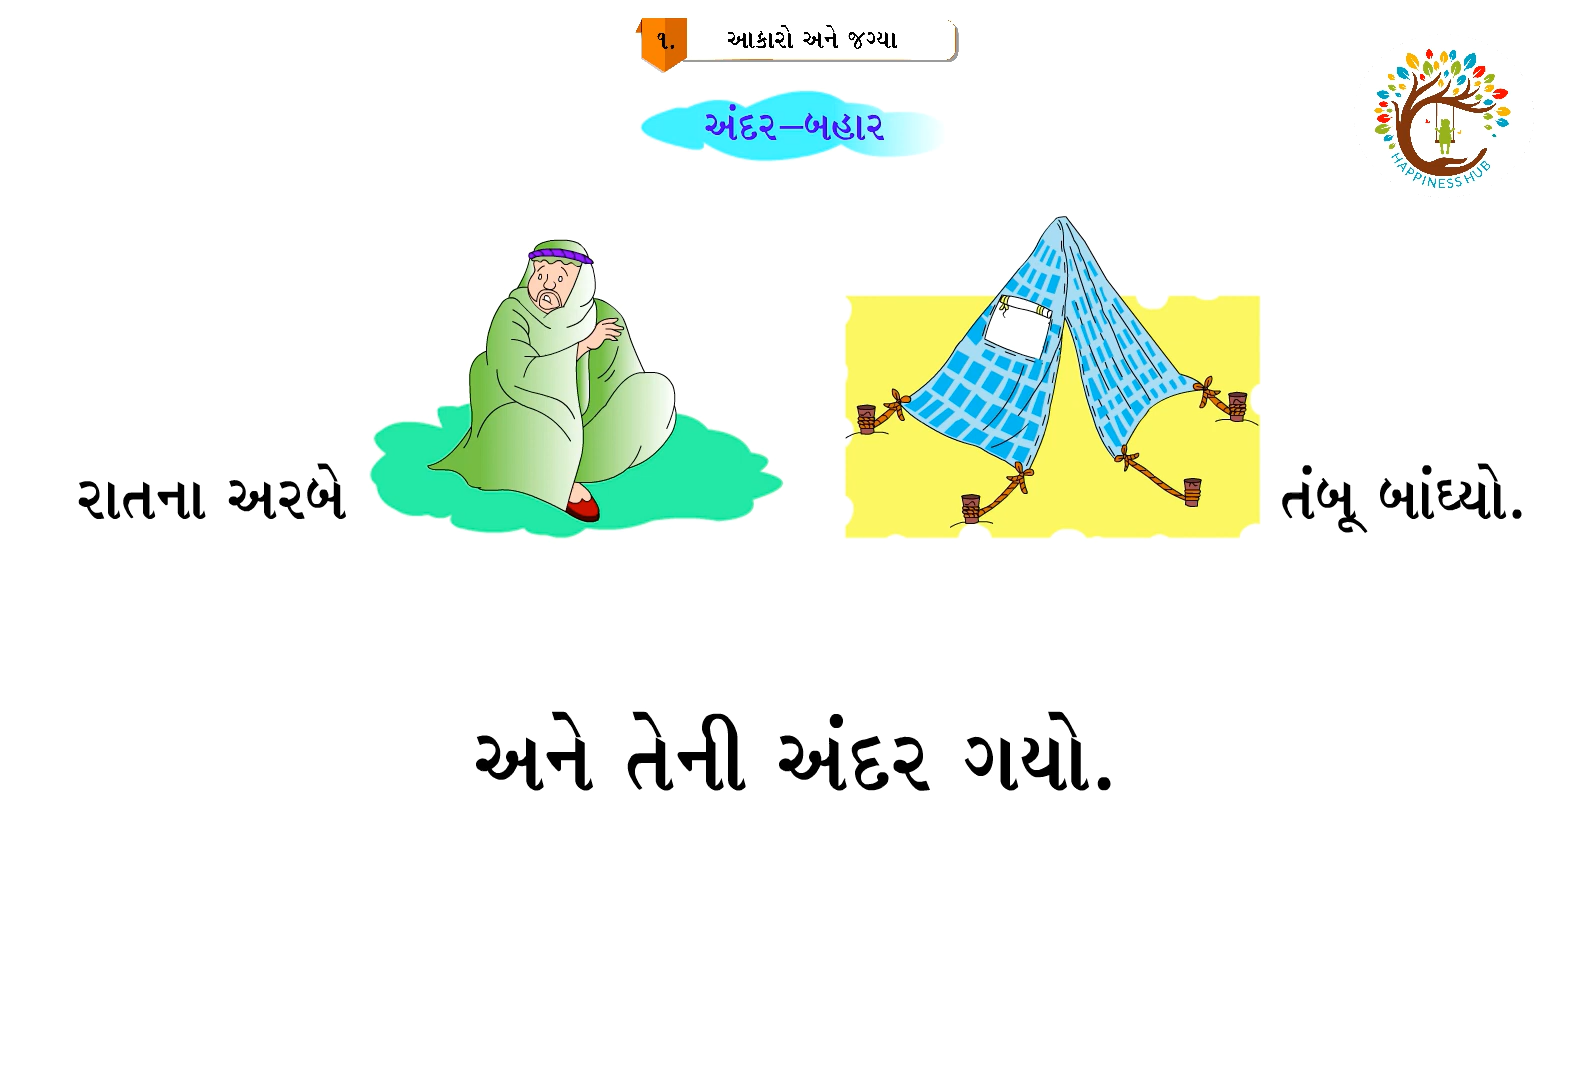 ૧. આકારો અને જગ્યા
અંદર–બહાર
HAPPINESS HUB
રાતના અરબે તંબૂ બાંધ્યો.
અને તેની અંદર ગયો.